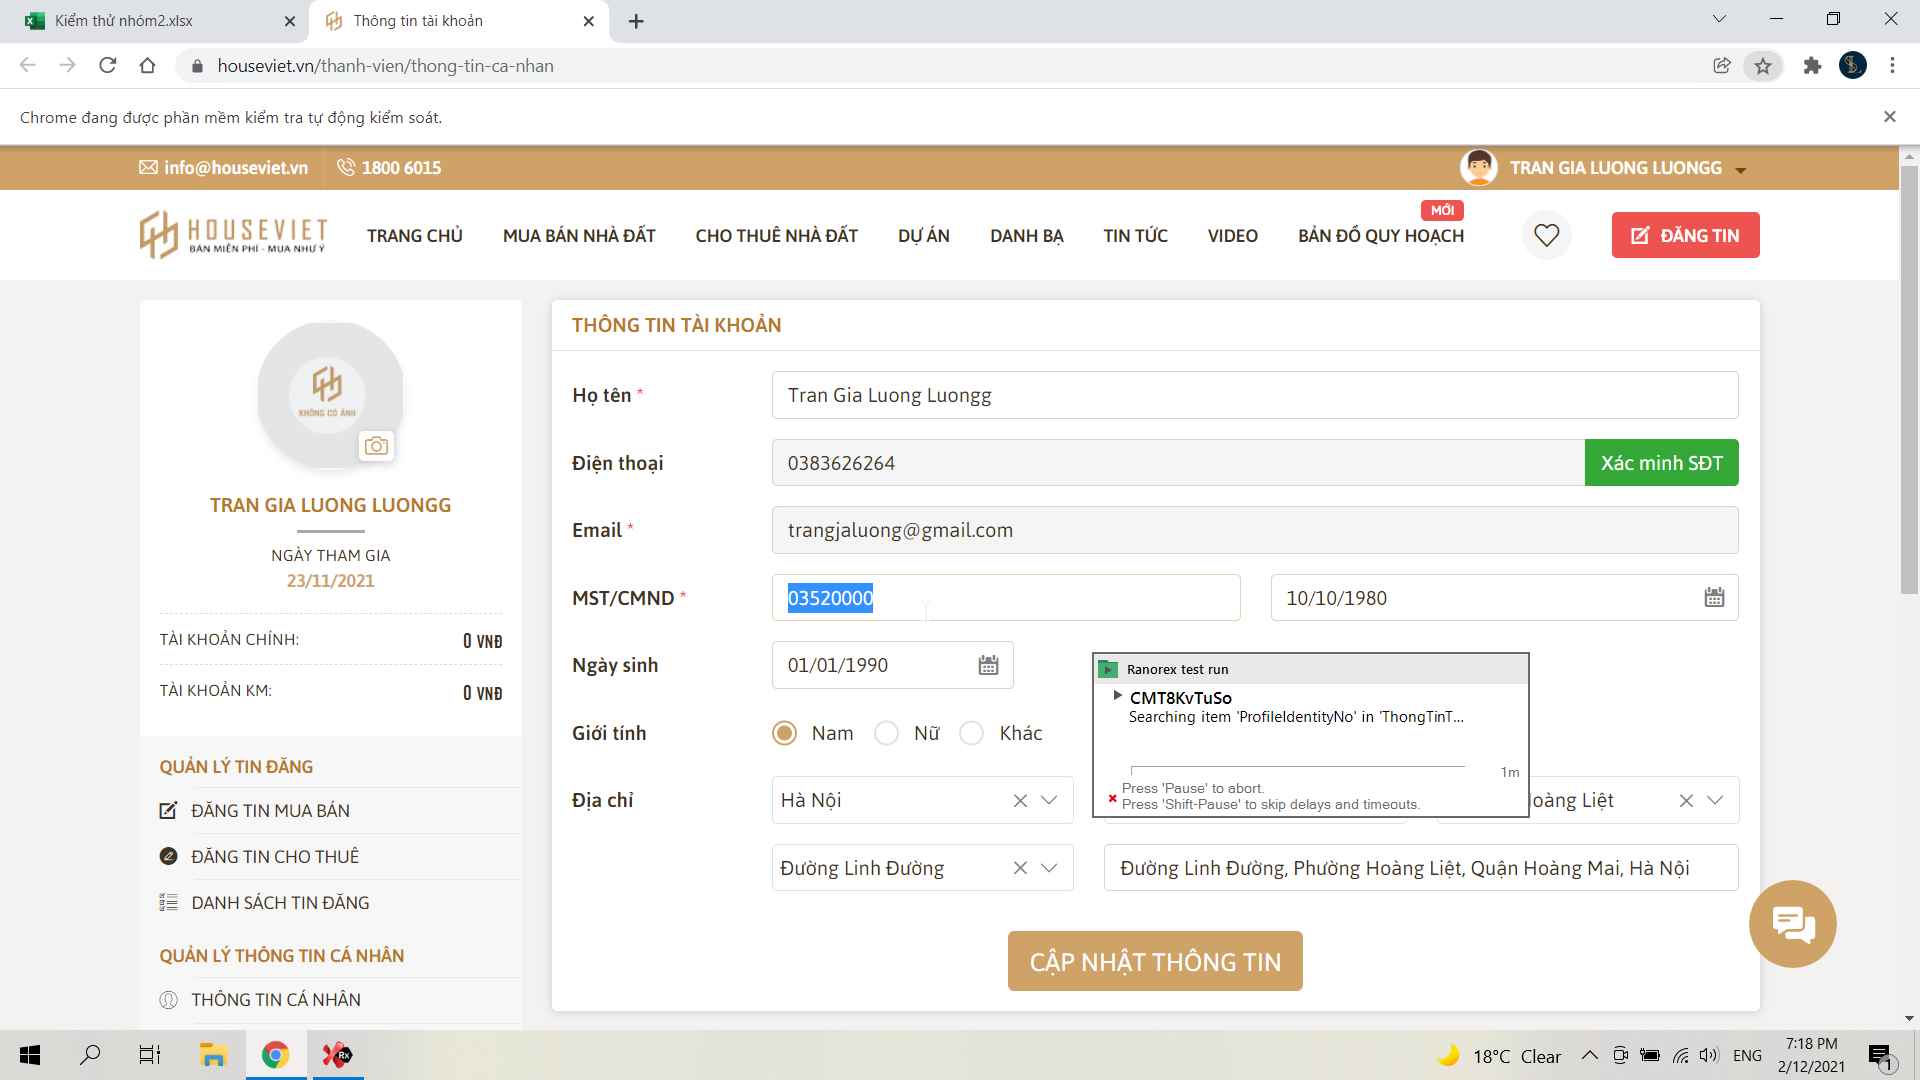 Kiểm thử nhóm2.xlsx
Thông tin tài khoản
houseviet.vn/thanh-vien/thong-tin-ca-nhan
Chrome đang được phần mềm kiểm tra tự động kiểm soát.
info@houseviet.vn
1800 6015
TRAN GIA LUONG LUONGG
HOUSEVIET
BÁN MIỄN PHÍ - MUA NHƯ Ý
TRANG CHỦ
MUA BÁN NHÀ ĐẤT
CHO THUÊ NHÀ ĐẤT
DỰ ÁN
DANH BẠ
TIN TỨC
VIDEO
MỚI
BẢN ĐỒ QUY HOẠCH
ĐĂNG TIN
KHÔNG CÓ ẢNH
TRAN GIA LUONG LUONGG
NGÀY THAM GIA
23/11/2021
TÀI KHOẢN CHÍNH: 0 VNĐ
TÀI KHOẢN KM: 0 VNĐ
QUẢN LÝ TIN ĐĂNG
ĐĂNG TIN MUA BÁN
ĐĂNG TIN CHO THUÊ
DANH SÁCH TIN ĐĂNG
QUẢN LÝ THÔNG TIN CÁ NHÂN
THÔNG TIN CÁ NHÂN
THÔNG TIN TÀI KHOẢN
Họ tên * Tran Gia Luong Luongg
Điện thoại 0383626264 Xác minh SĐT
Email * trangjaluong@gmail.com
MST/CMND * 03520000 10/10/1980
Ngày sinh 01/01/1990
Giới tính Nam Nữ Khác
Địa chỉ Hà Nội oàng Liệt
Đường Linh Đường Đường Linh Đường, Phường Hoàng Liệt, Quận Hoàng Mai, Hà Nội
CẬP NHẬT THÔNG TIN
Ranorex test run
CMT8KvTuSo
Searching item 'ProfileIdentityNo' in 'ThongTinT...
1m
Press 'Pause' to abort.
Press 'Shift-Pause' to skip delays and timeouts.
Rx
18°C Clear
ENG
7:18 PM
2/12/2021
1